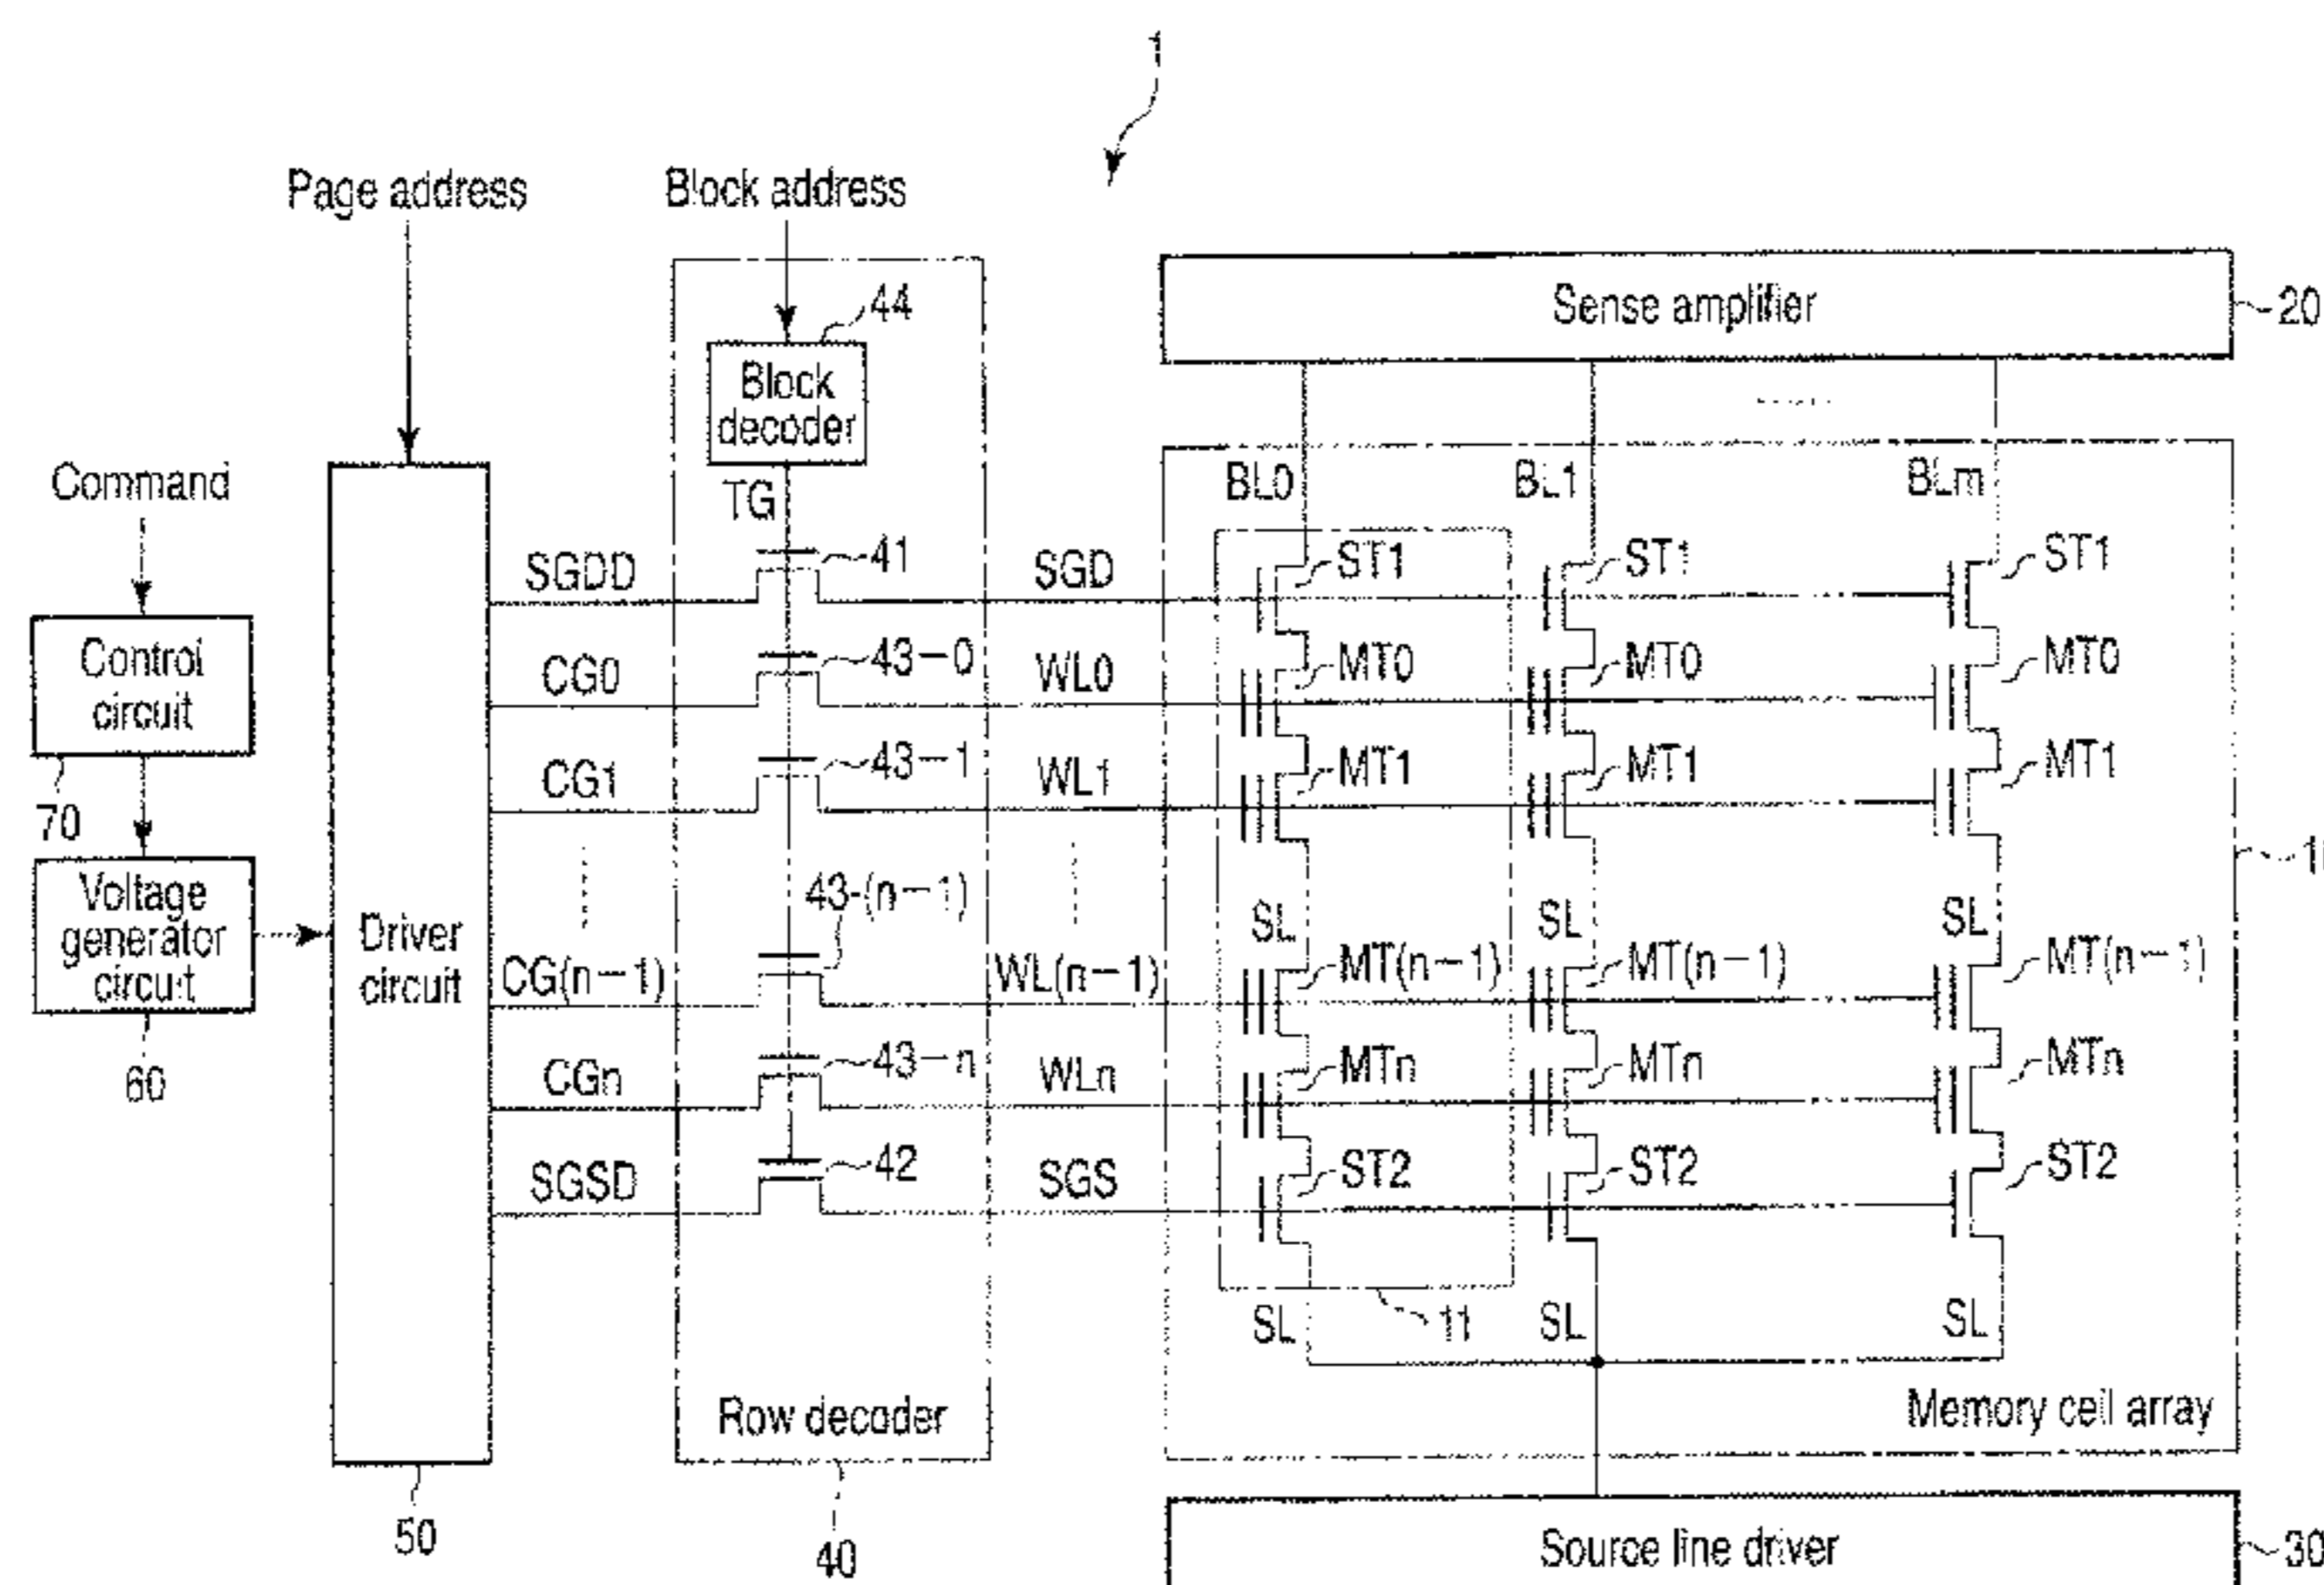 1
Page address
Block address
44
Sense amplifier
20
Block
decoder
Command
TG
BL0
BL1
BLm
SGDD
41
SGD
ST1
ST1
ST1
Control
circuit
CG0
43-0
WL0
MT0
MT0
MT0
70
CG1
43-1
WL1
MT1
MT1
MT1
Voltage
generator
circuit
60
Driver
circuit
43-(n-1)
SL
SL
SL
CG(n-1)
WL(n-1)
MT(n-1)
MT(n-1)
MT(n-1)
CGn
43-n
WLn
MTn
MTn
MTn
SGSD
42
SGS
ST2
ST2
ST2
SL
11
SL
SL
Row decoder
Memory cell array
50
40
Source line driver
30